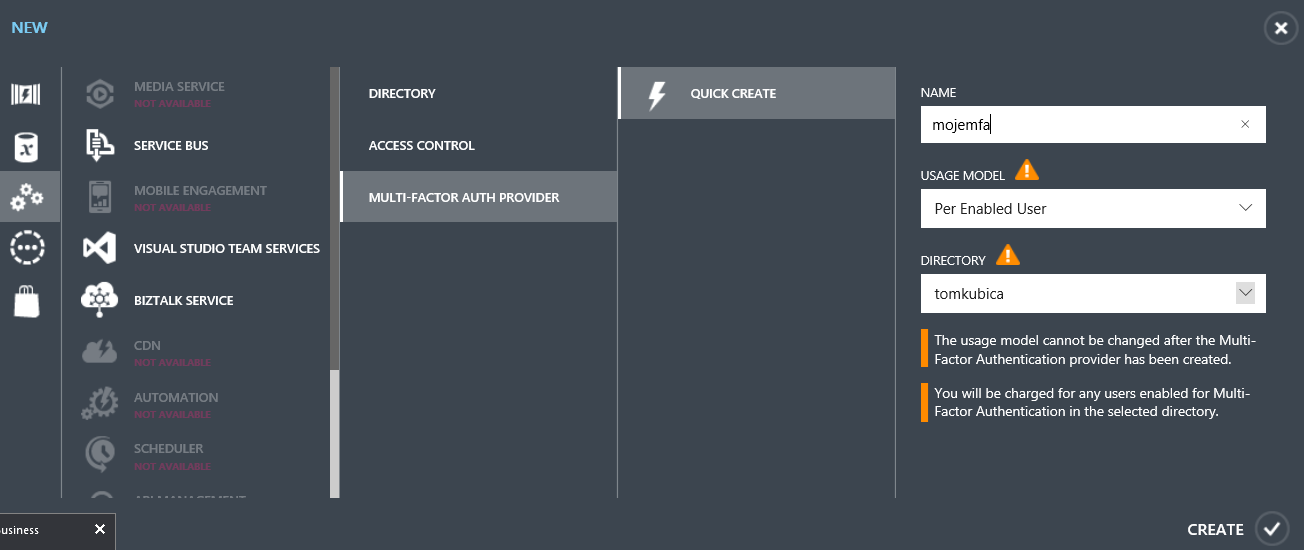 NEW
MEDIA SERVICE
NOT AVAILABLE
SERVICE BUS
MOBILE ENGAGEMENT
NOT AVAILABLE
VISUAL STUDIO TEAM SERVICES
BIZTALK SERVICE
CDN
NOT AVAILABLE
AUTOMATION
NOT AVAILABLE
SCHEDULER
NOT AVAILABLE
API MANAGEMENT
DIRECTORY
ACCESS CONTROL
MULTI-FACTOR AUTH PROVIDER
QUICK CREATE
NAME
mojemfa
USAGE MODEL
Per Enabled User
DIRECTORY
tomkubica
The usage model cannot be changed after the Multi-
Factor Authentication provider has been created.
You will be charged for any users enabled for Multi-
Factor Authentication in the selected directory.
usiness
CREATE